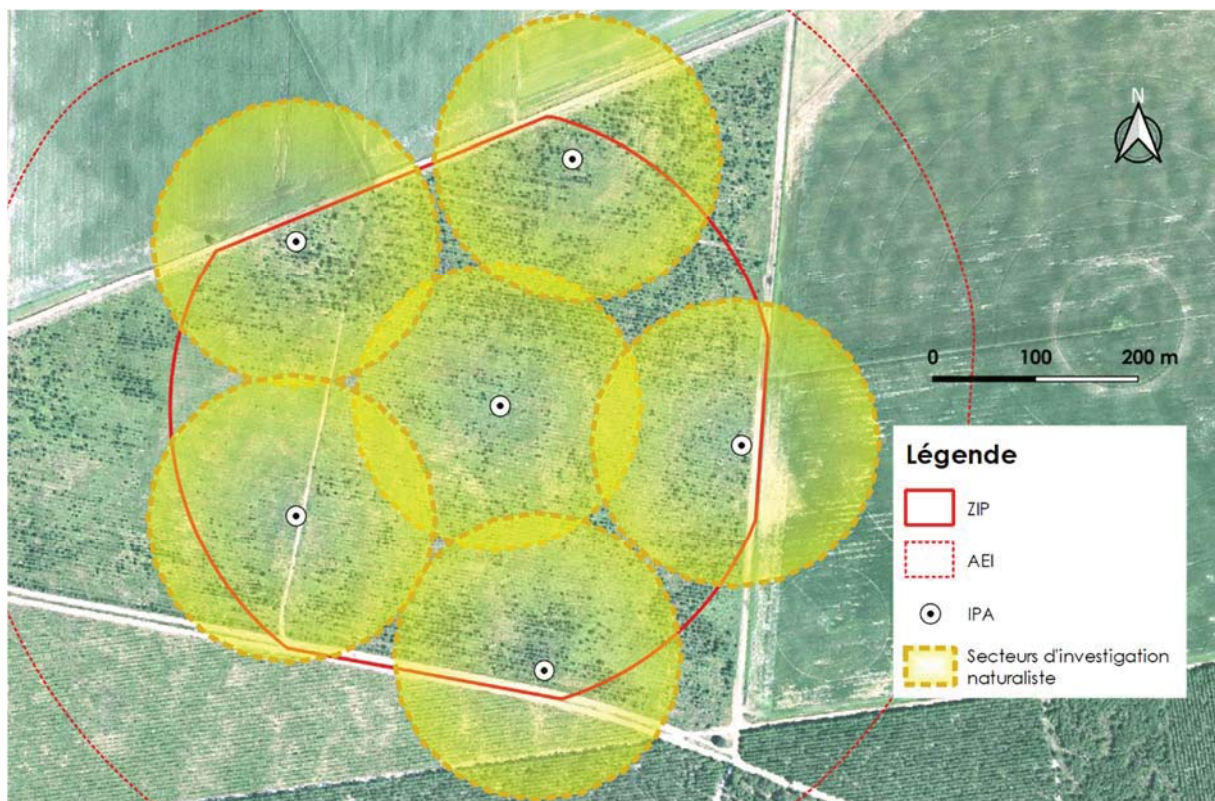 N
0 100 200 m
Légende
ZIP
AEI
IPA
Secteurs d'investigation
naturaliste